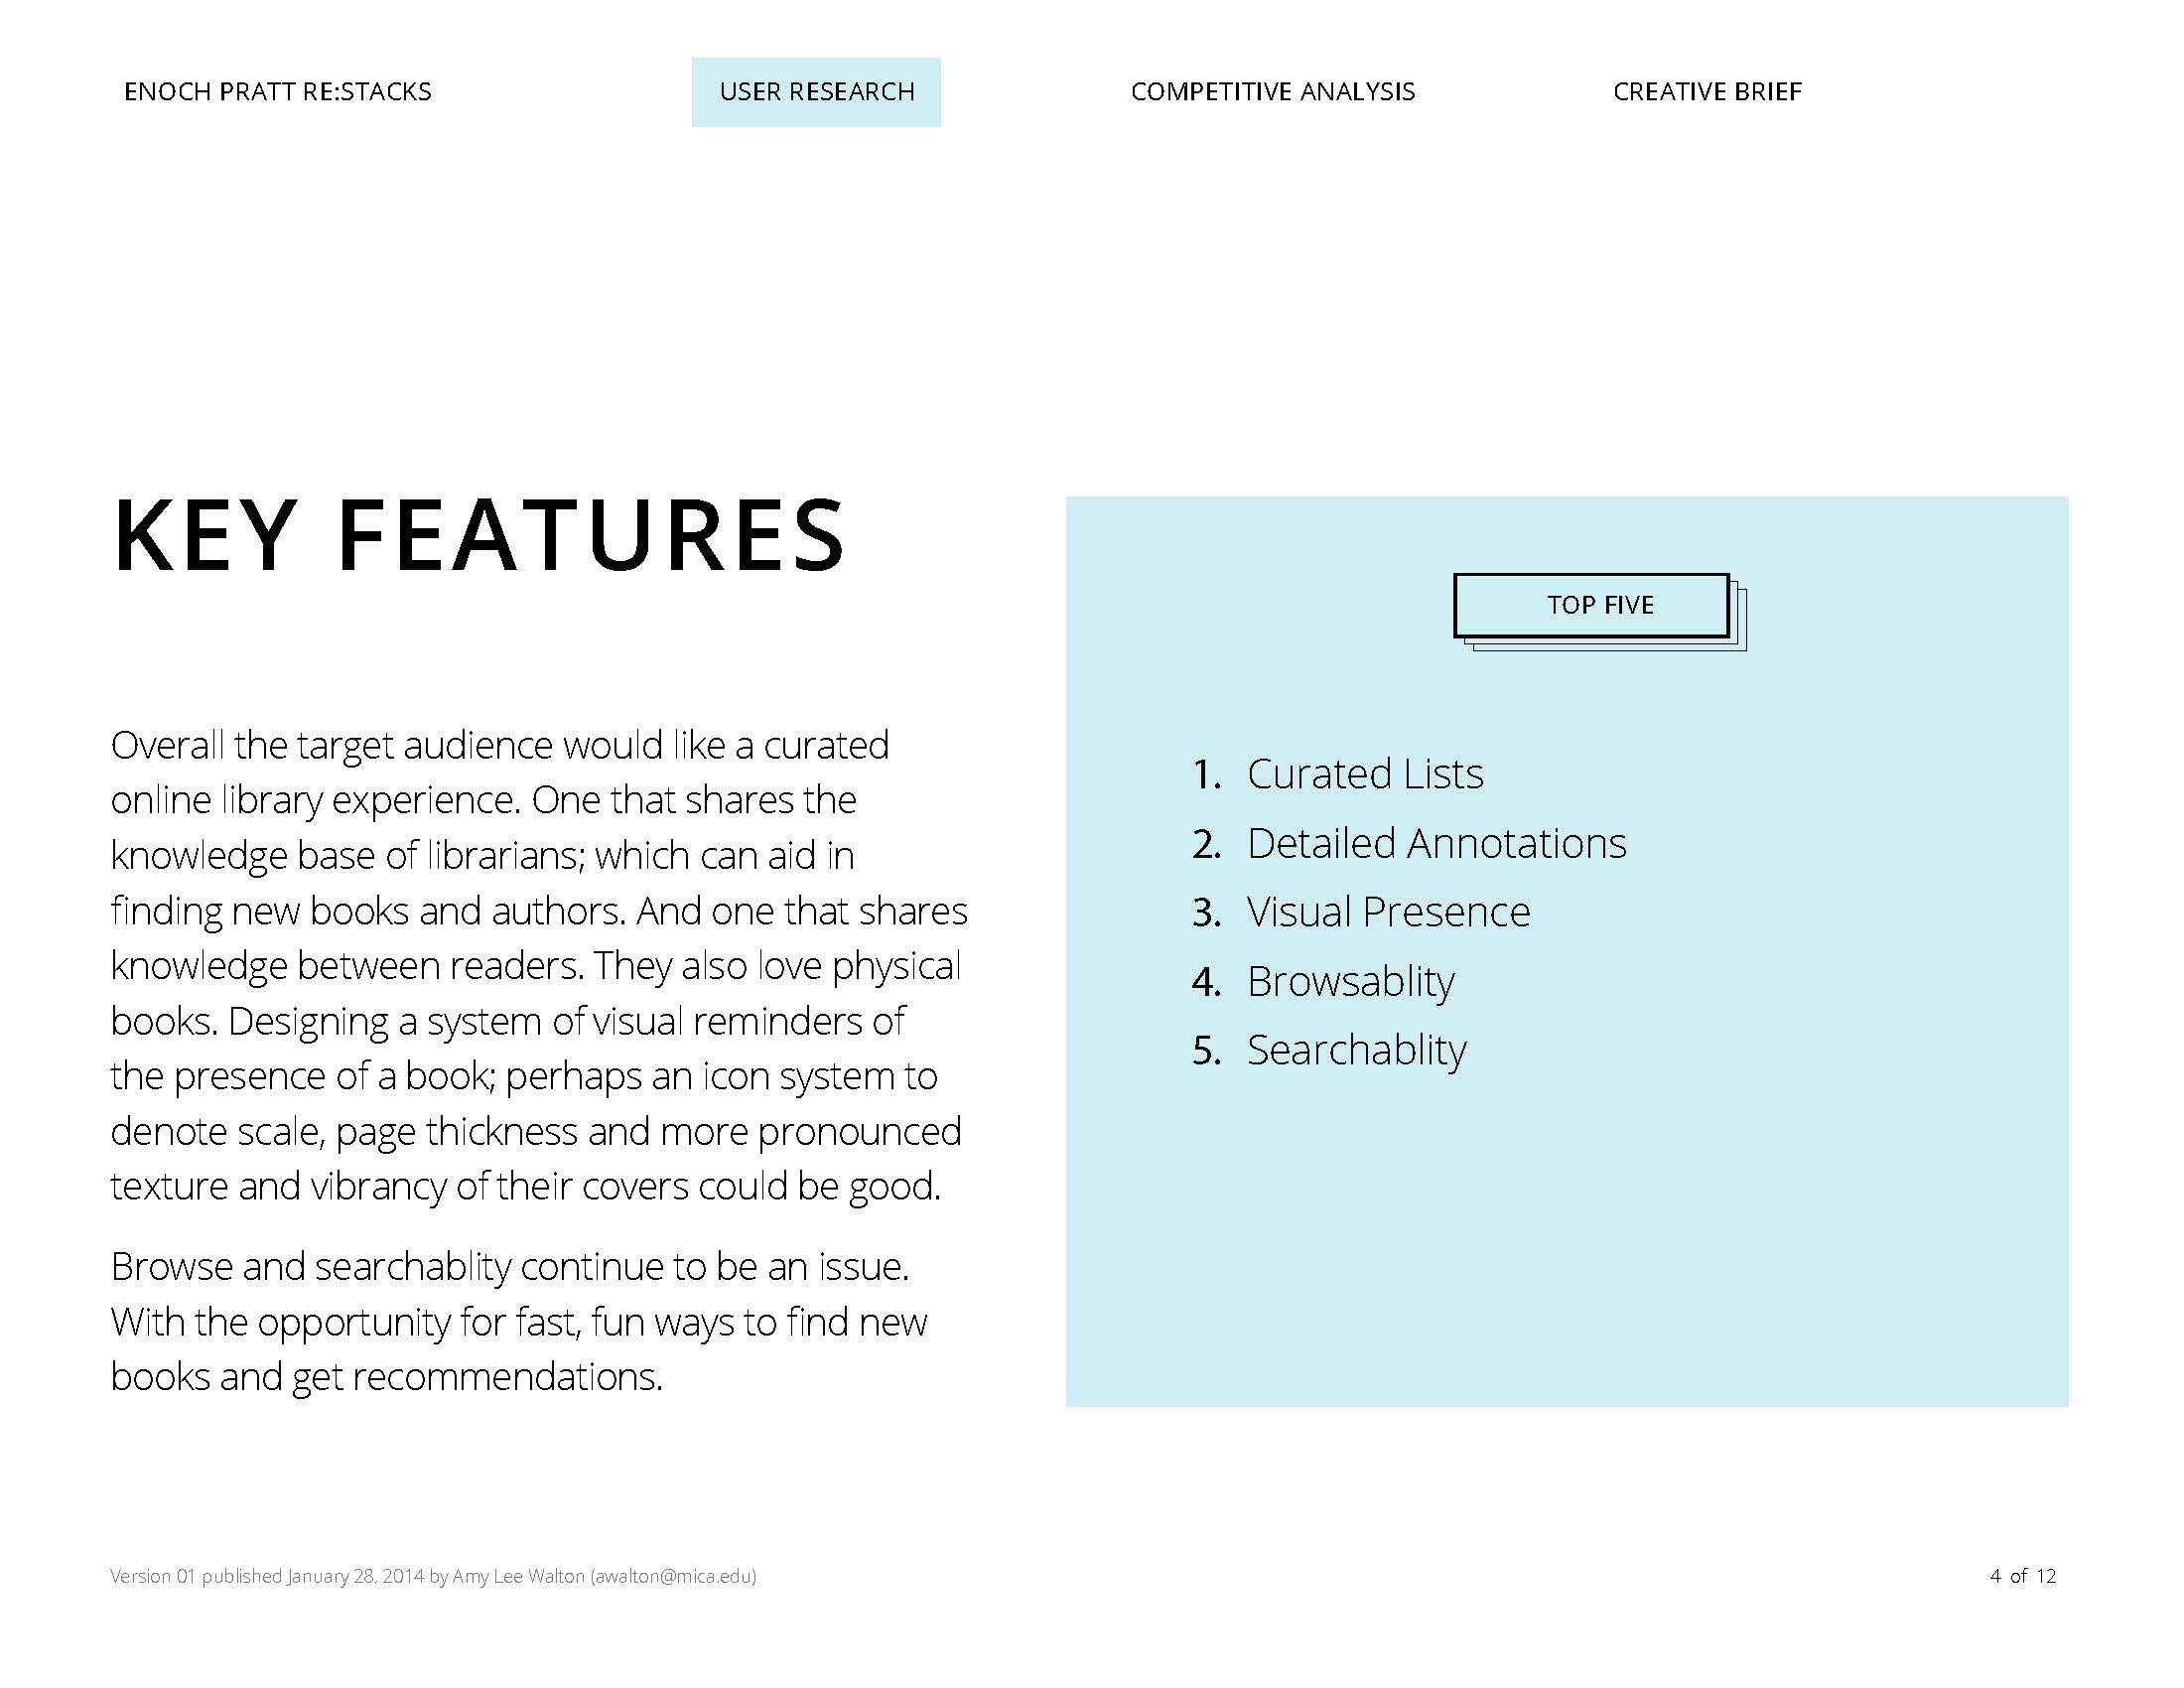 ENOCH PRATT RE:STACKS
USER RESEARCH
COMPETITIVE ANALYSIS
CREATIVE BRIEF
KEY FEATURES
Overall the target audience would like a curated
online library experience. One that shares the
knowledge base of librarians; which can aid in
finding new books and authors. And one that shares
knowledge between readers. They also love physical
books. Designing a system of visual reminders of
the presence of a book; perhaps an icon system to
denote scale, page thickness and more pronounced
texture and vibrancy of their covers could be good.
Browse and searchablity continue to be an issue.
With the opportunity for fast, fun ways to find new
books and get recommendations.
TOP FIVE
1. Curated Lists
2. Detailed Annotations
3. Visual Presence
4. Browsablity
5. Searchablity
Version 01 published January 28, 2014 by Amy Lee Walton (awalton@mica.edu)
4 of 12